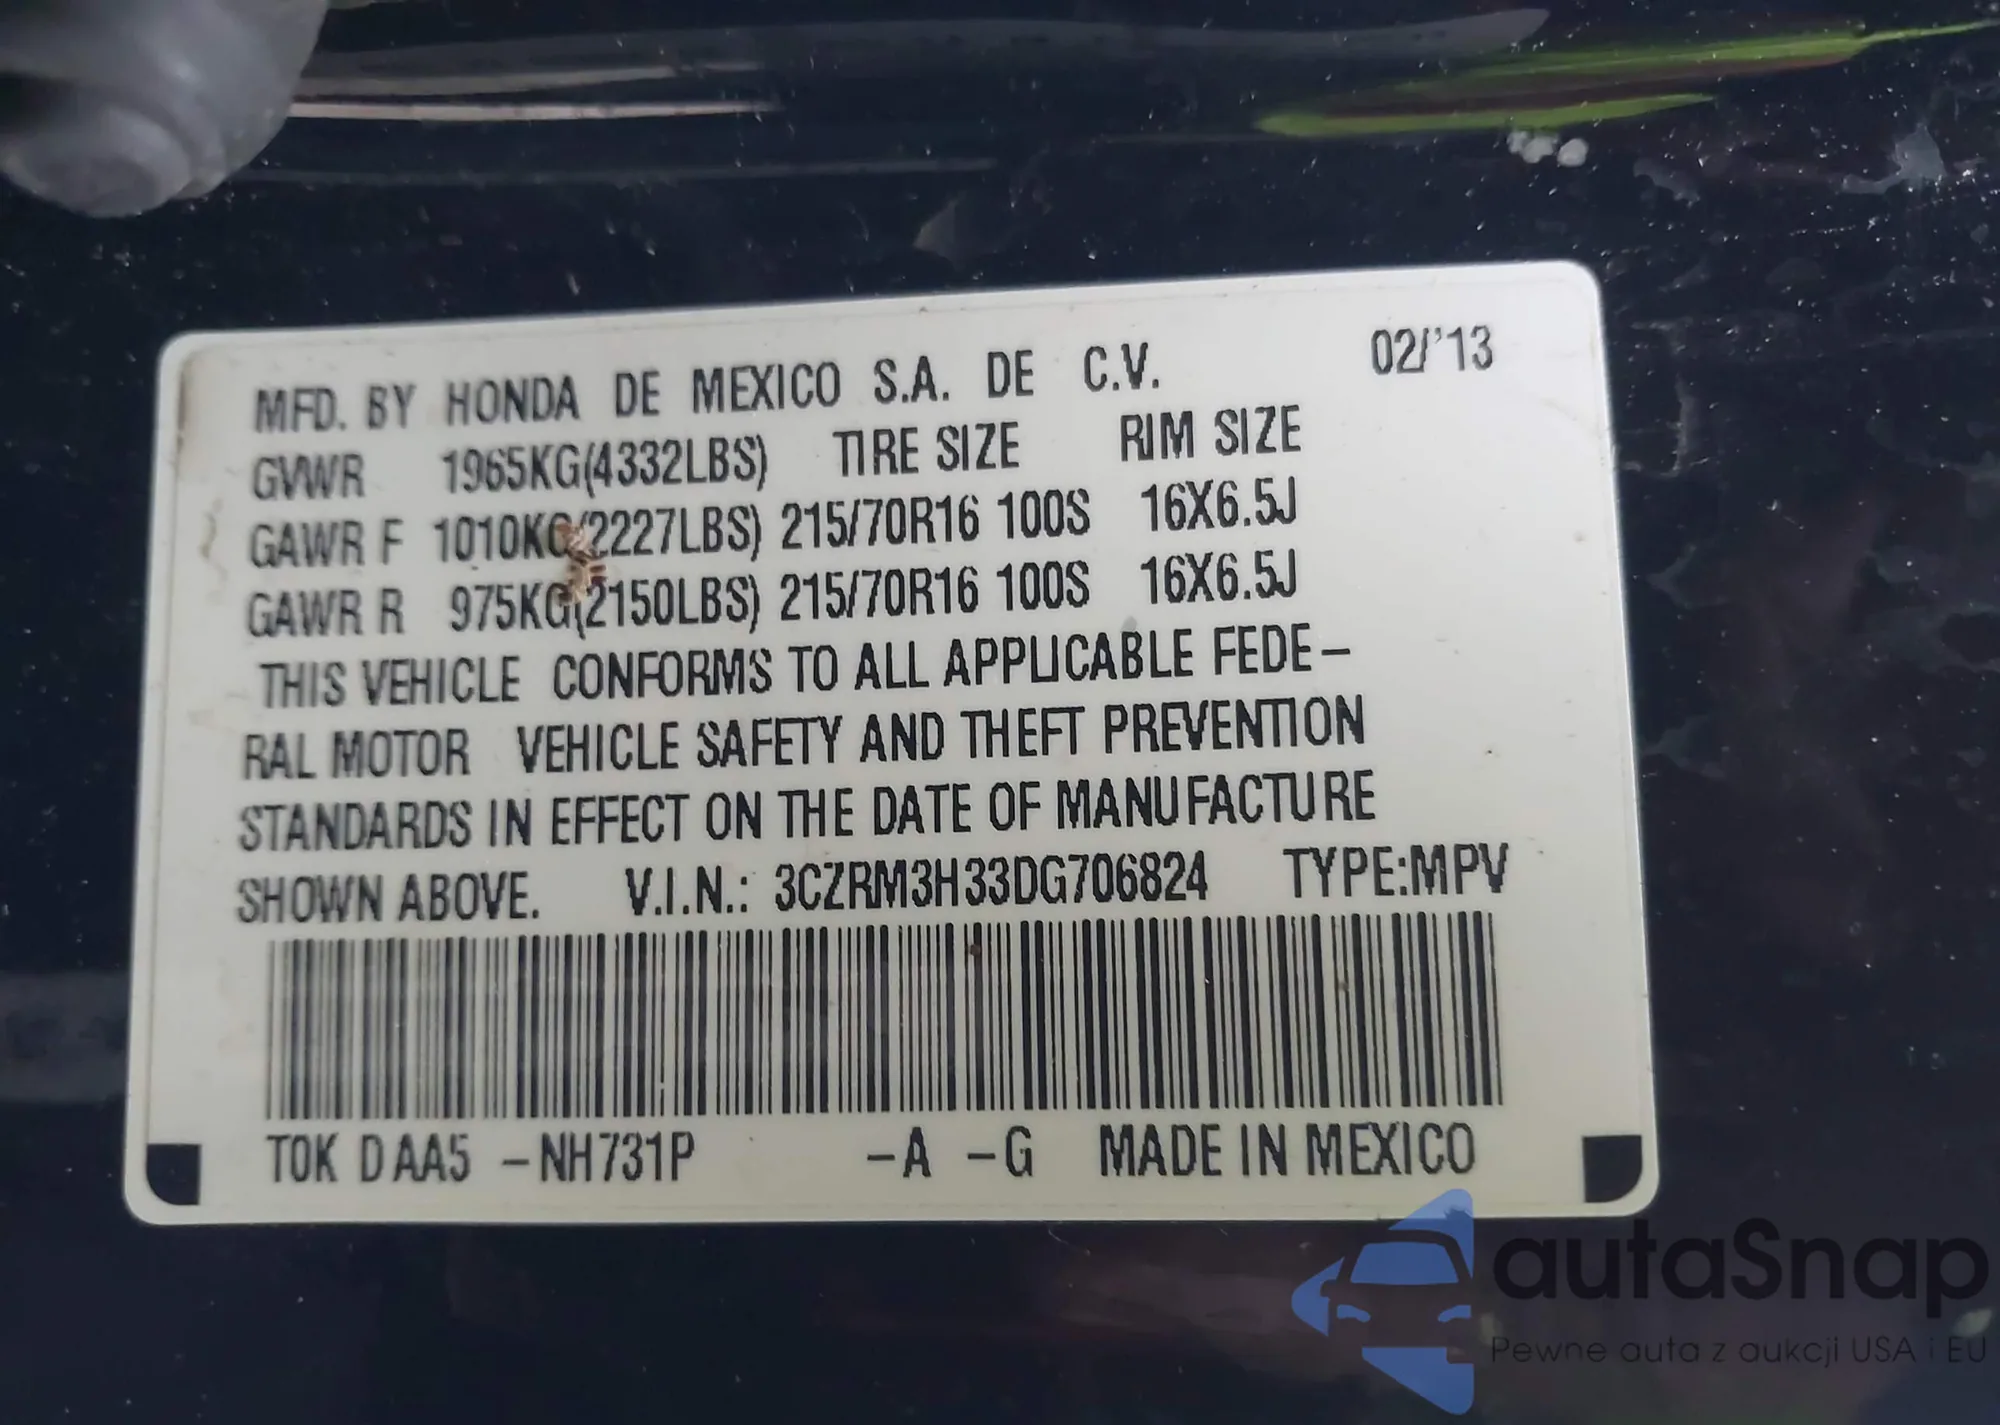 MFD. BY HONDA DE MEXICO S.A. DE C.V. 02/'13
GVWR 1965KG(4332LBS) TIRE SIZE RIM SIZE
GAWR F 1010KG(2227LBS) 215/70R16 100S 16X6.5J
GAWR R 975KG(2150LBS) 215/70R16 100S 16X6.5J
THIS VEHICLE CONFORMS TO ALL APPLICABLE FEDE-
RAL MOTOR VEHICLE SAFETY AND THEFT PREVENTION
STANDARDS IN EFFECT ON THE DATE OF MANUFACTURE
SHOWN ABOVE. V.I.N.: 3CZRM3H33DG706824 TYPE:MPV
T0K D AA5 -NH731P -A -G MADE IN MEXICO
autaSnap
Pewne auta z aukcji USA i EU